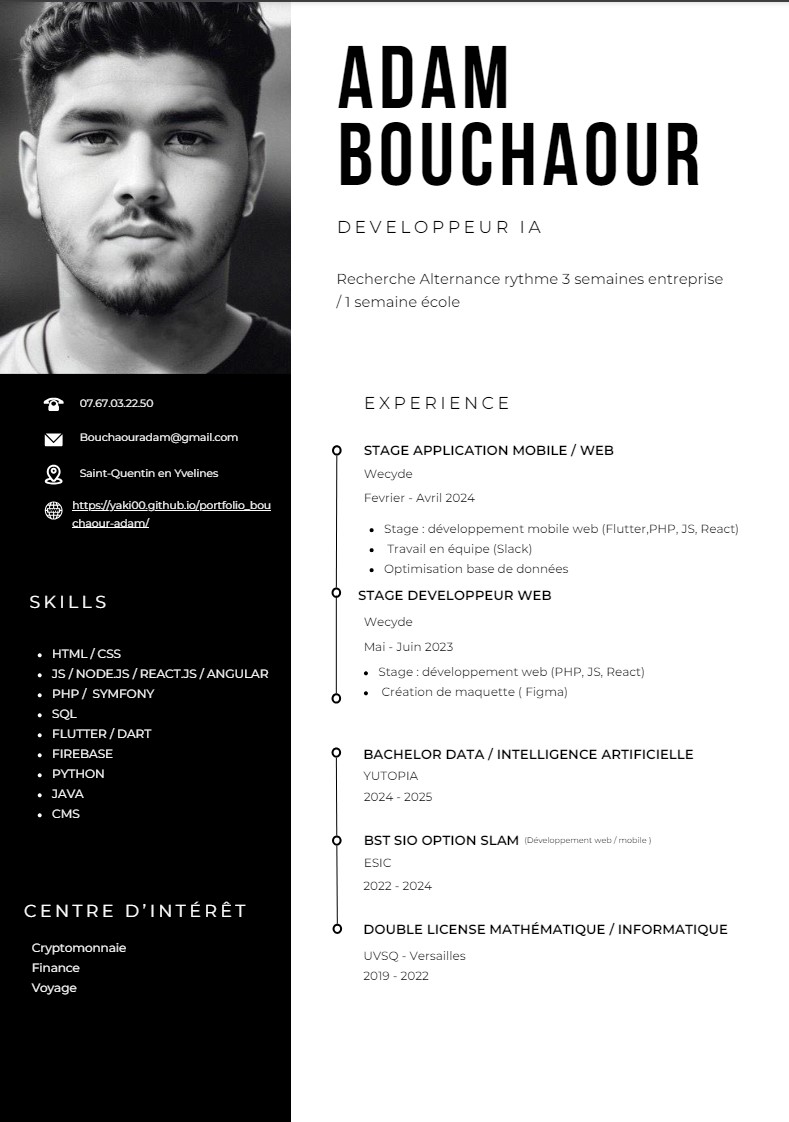 ADAM
BOUCHAOUR
DEVELOPPEUR IA
Recherche Alternance rythme 3 semaines entreprise
/ 1 semaine école
07.67.03.22.50
Bouchaouradam@gmail.com
Saint-Quentin en Yvelines
https://yaki00.github.io/portfolio_bou
chaour-adam/
SKILLS
• HTML / CSS
• JS / NODE.JS / REACT.JS / ANGULAR
• PHP / SYMFONY
• SQL
• FLUTTER / DART
• FIREBASE
• PYTHON
• JAVA
• CMS
CENTRE D'INTÉRÊT
Cryptomonnaie
Finance
Voyage
EXPERIENCE
STAGE APPLICATION MOBILE / WEB
Wecyde
Fevrier - Avril 2024
• Stage : développement mobile web (Flutter,PHP, JS, React)
• Travail en équipe (Slack)
• Optimisation base de données
STAGE DEVELOPPEUR WEB
Wecyde
Mai - Juin 2023
• Stage : développement web (PHP, JS, React)
• Création de maquette ( Figma)
BACHELOR DATA / INTELLIGENCE ARTIFICIELLE
YUTOPIA
2024 - 2025
BST SIO OPTION SLAM (Développement web / mobile )
ESIC
2022 - 2024
DOUBLE LICENSE MATHÉMATIQUE / INFORMATIQUE
UVSQ - Versailles
2019 - 2022